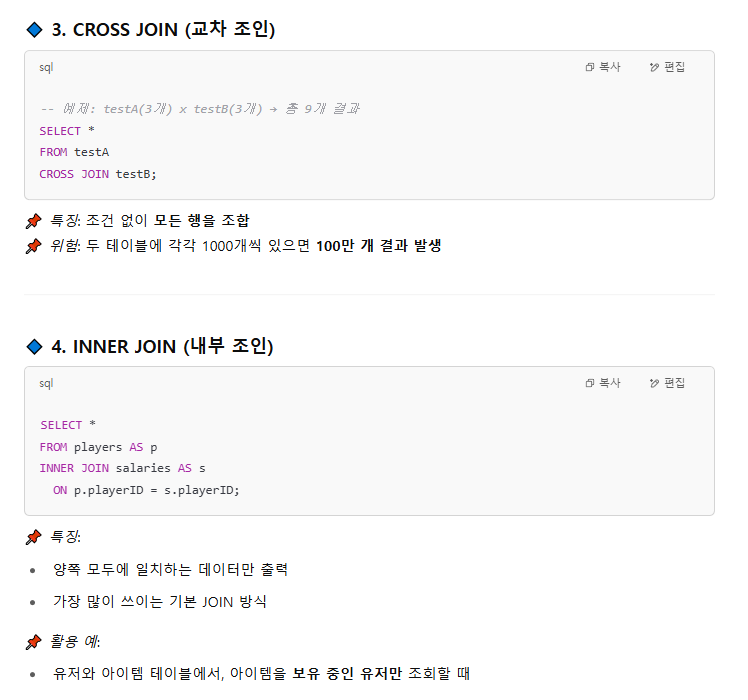 3. CROSS JOIN (교차 조인)
sql 복사 편집
-- 예제: testA(3개) x testB(3개) → 총 9개 결과
SELECT *
FROM testA
CROSS JOIN testB;
📌 특징: 조건 없이 모든 행을 조합
📌 위험: 두 테이블에 각각 1000개씩 있으면 100만 개 결과 발생
4. INNER JOIN (내부 조인)
sql 복사 편집
SELECT *
FROM players AS p
INNER JOIN salaries AS s
  ON p.playerID = s.playerID;
📌 특징:
• 양쪽 모두에 일치하는 데이터만 출력
• 가장 많이 쓰이는 기본 JOIN 방식
📌 활용 예:
• 유저와 아이템 테이블에서, 아이템을 보유 중인 유저만 조회할 때